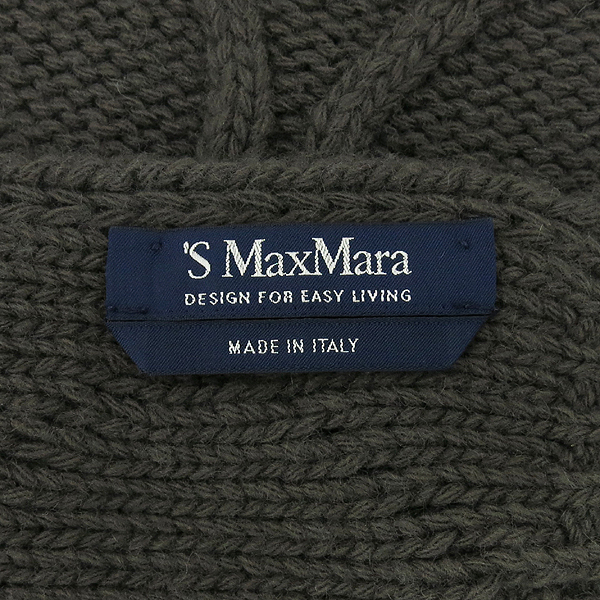 'S MaxMara
DESIGN FOR EASY LIVING
MADE IN ITALY